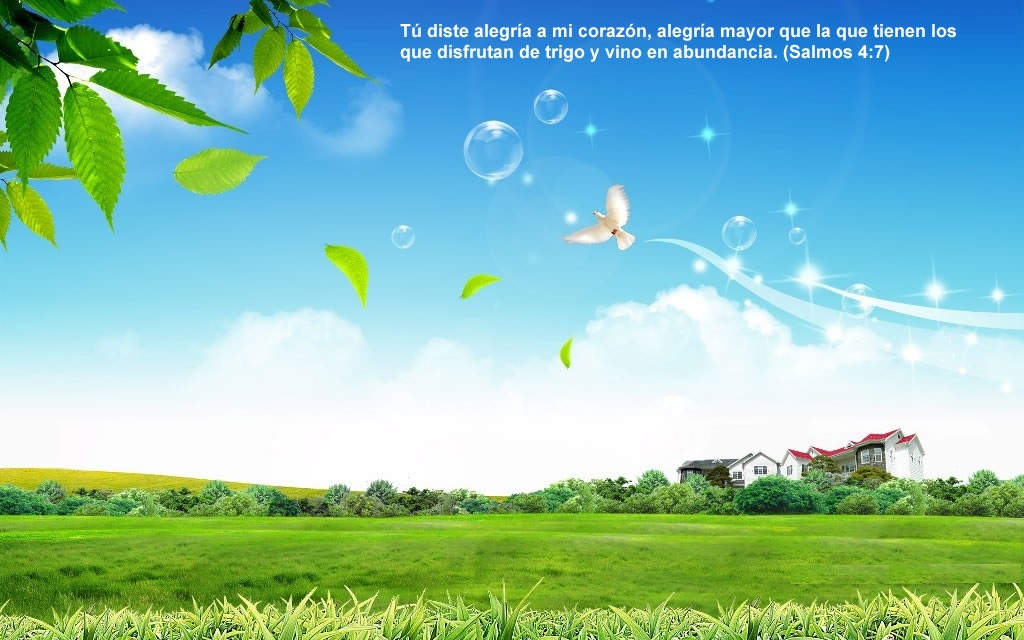 Tú diste alegría a mi corazón, alegría mayor que la que tienen los
que disfrutan de trigo y vino en abundancia. (Salmos 4:7)